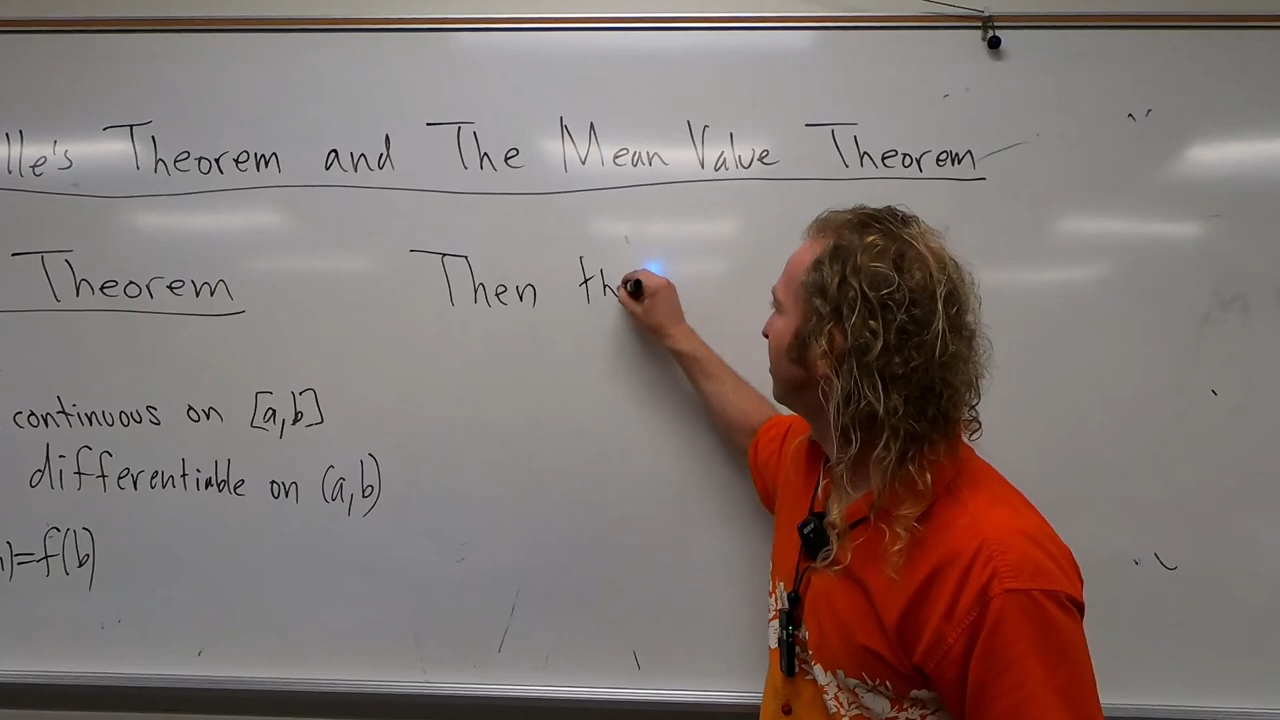 lle's Theorem and The Mean Value Theorem
Theorem
continuous on [a,b]
differentiable on (a,b)
)=f(b)
Then th